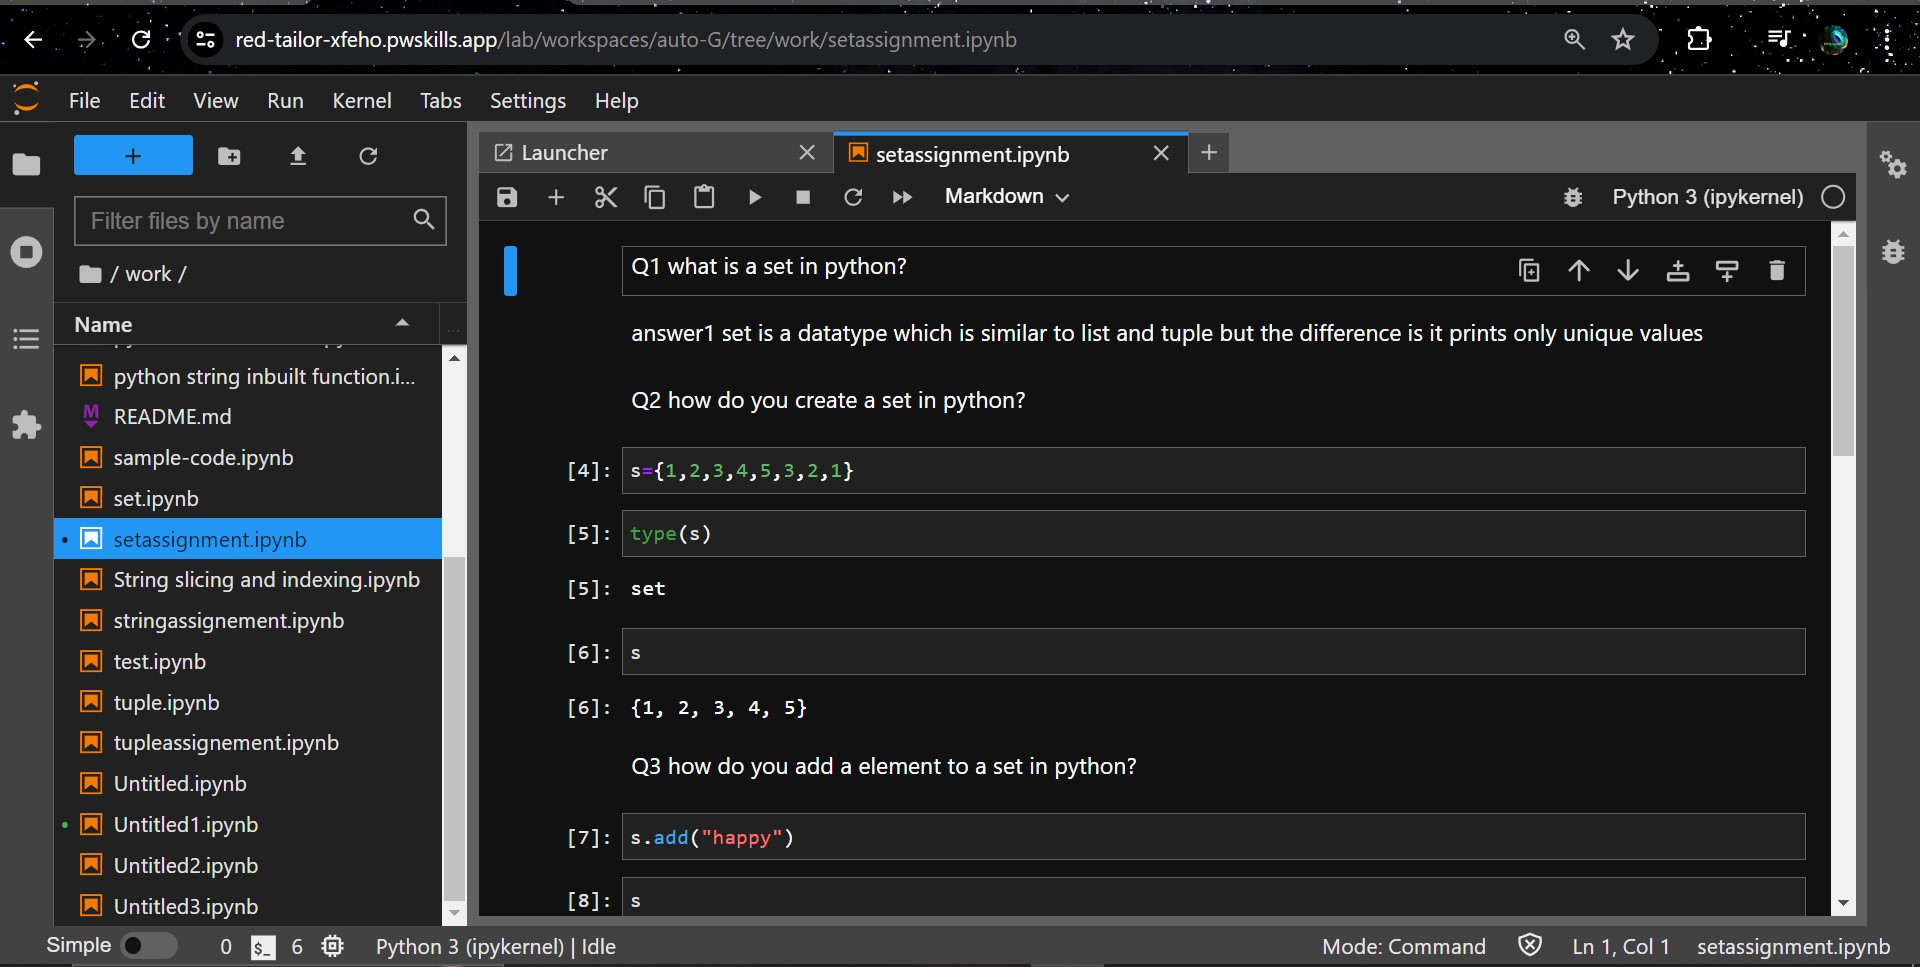 red-tailor-xfeho.pwskills.app/lab/workspaces/auto-G/tree/work/setassignment.ipynb
File Edit View Run Kernel Tabs Settings Help
+
Filter files by name
/ work /
Name
python string inbuilt function.i...
README.md
sample-code.ipynb
set.ipynb
setassignment.ipynb
String slicing and indexing.ipynb
stringassignement.ipynb
test.ipynb
tuple.ipynb
tupleassignement.ipynb
Untitled.ipynb
Untitled1.ipynb
Untitled2.ipynb
Untitled3.ipynb
Launcher
setassignment.ipynb
Markdown
Python 3 (ipykernel)
Q1 what is a set in python?
answer1 set is a datatype which is similar to list and tuple but the difference is it prints only unique values
Q2 how do you create a set in python?
[4]: s={1,2,3,4,5,3,2,1}
[5]: type(s)
[5]: set
[6]: s
[6]: {1, 2, 3, 4, 5}
Q3 how do you add a element to a set in python?
[7]: s.add("happy")
[8]: s
Simple 0 $_ 6 Python 3 (ipykernel) | Idle Mode: Command Ln 1, Col 1 setassignment.ipynb